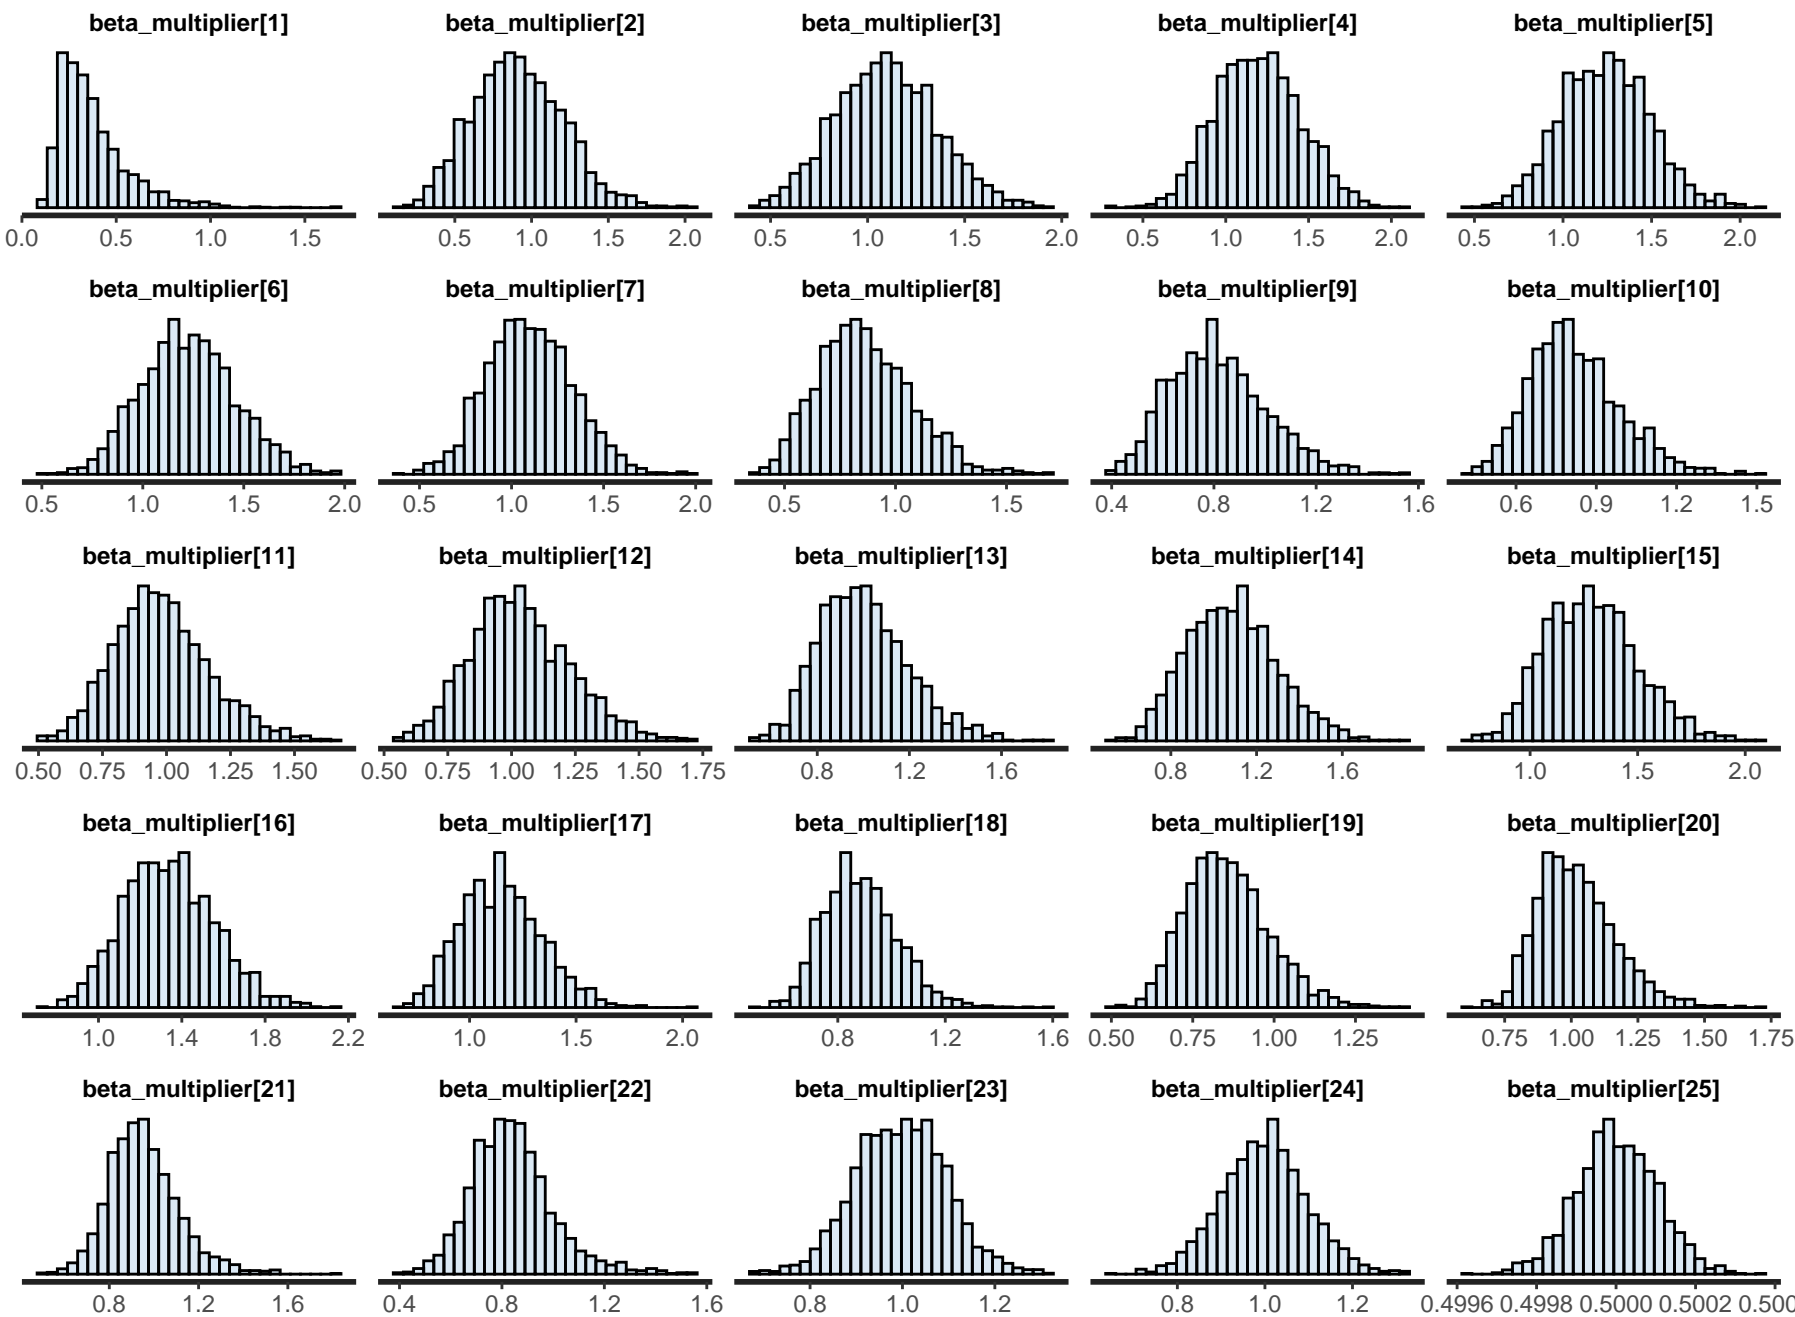 beta_multiplier[1] beta_multiplier[2] beta_multiplier[3] beta_multiplier[4] beta_multiplier[5]
0.0 0.5 1.0 1.5 0.5 1.0 1.5 2.0 0.5 1.0 1.5 2.0 0.5 1.0 1.5 2.0 0.5 1.0 1.5 2.0
beta_multiplier[6] beta_multiplier[7] beta_multiplier[8] beta_multiplier[9] beta_multiplier[10]
0.5 1.0 1.5 2.0 0.5 1.0 1.5 2.0 0.5 1.0 1.5 0.4 0.8 1.2 1.6 0.6 0.9 1.2 1.5
beta_multiplier[11] beta_multiplier[12] beta_multiplier[13] beta_multiplier[14] beta_multiplier[15]
0.50 0.75 1.00 1.25 1.50 0.50 0.75 1.00 1.25 1.50 1.75 0.8 1.2 1.6 0.8 1.2 1.6 1.0 1.5 2.0
beta_multiplier[16] beta_multiplier[17] beta_multiplier[18] beta_multiplier[19] beta_multiplier[20]
1.0 1.4 1.8 2.2 1.0 1.5 2.0 0.8 1.2 1.6 0.50 0.75 1.00 1.25 0.75 1.00 1.25 1.50 1.75
beta_multiplier[21] beta_multiplier[22] beta_multiplier[23] beta_multiplier[24] beta_multiplier[25]
0.8 1.2 1.6 0.4 0.8 1.2 1.6 0.8 1.0 1.2 0.8 1.0 1.2 0.4996 0.4998 0.5000 0.5002